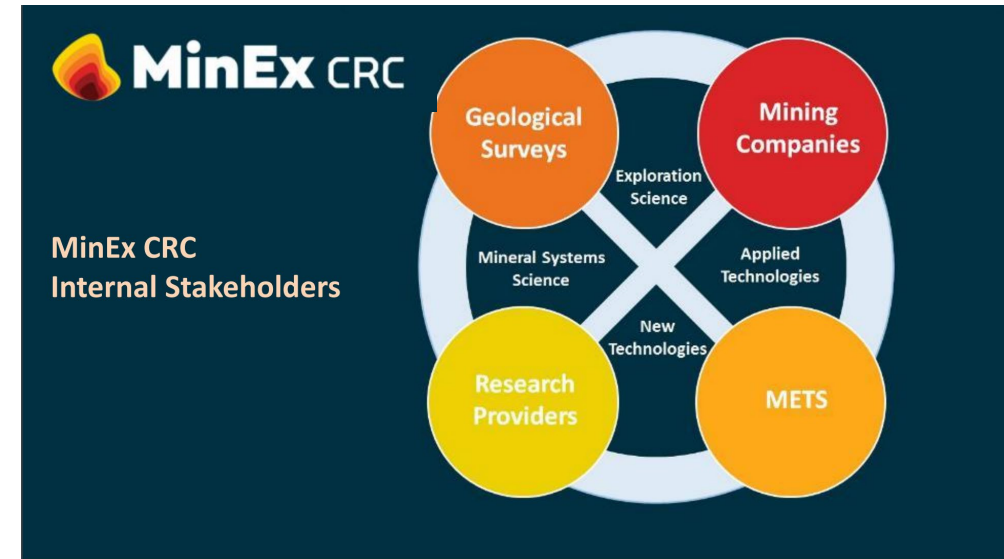 MinEx CRC
Geological
Surveys
Mining
Companies
Exploration
Science
MinEx CRC
Internal Stakeholders
Mineral Systems
Science
Applied
Technologies
New
Technologies
Research
Providers
METS